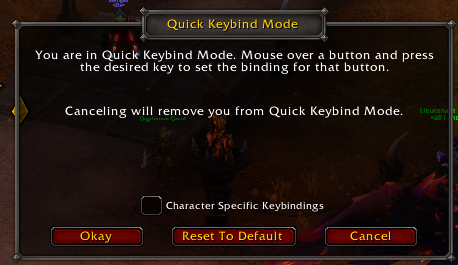 Quick Keybind Mode
You are in Quick Keybind Mode. Mouse over a button and press
the desired key to set the binding for that button.
Canceling will remove you from Quick Keybind Mode.
Lieutenant
Character Specific Keybindings
Okay
Reset To Default
Cancel